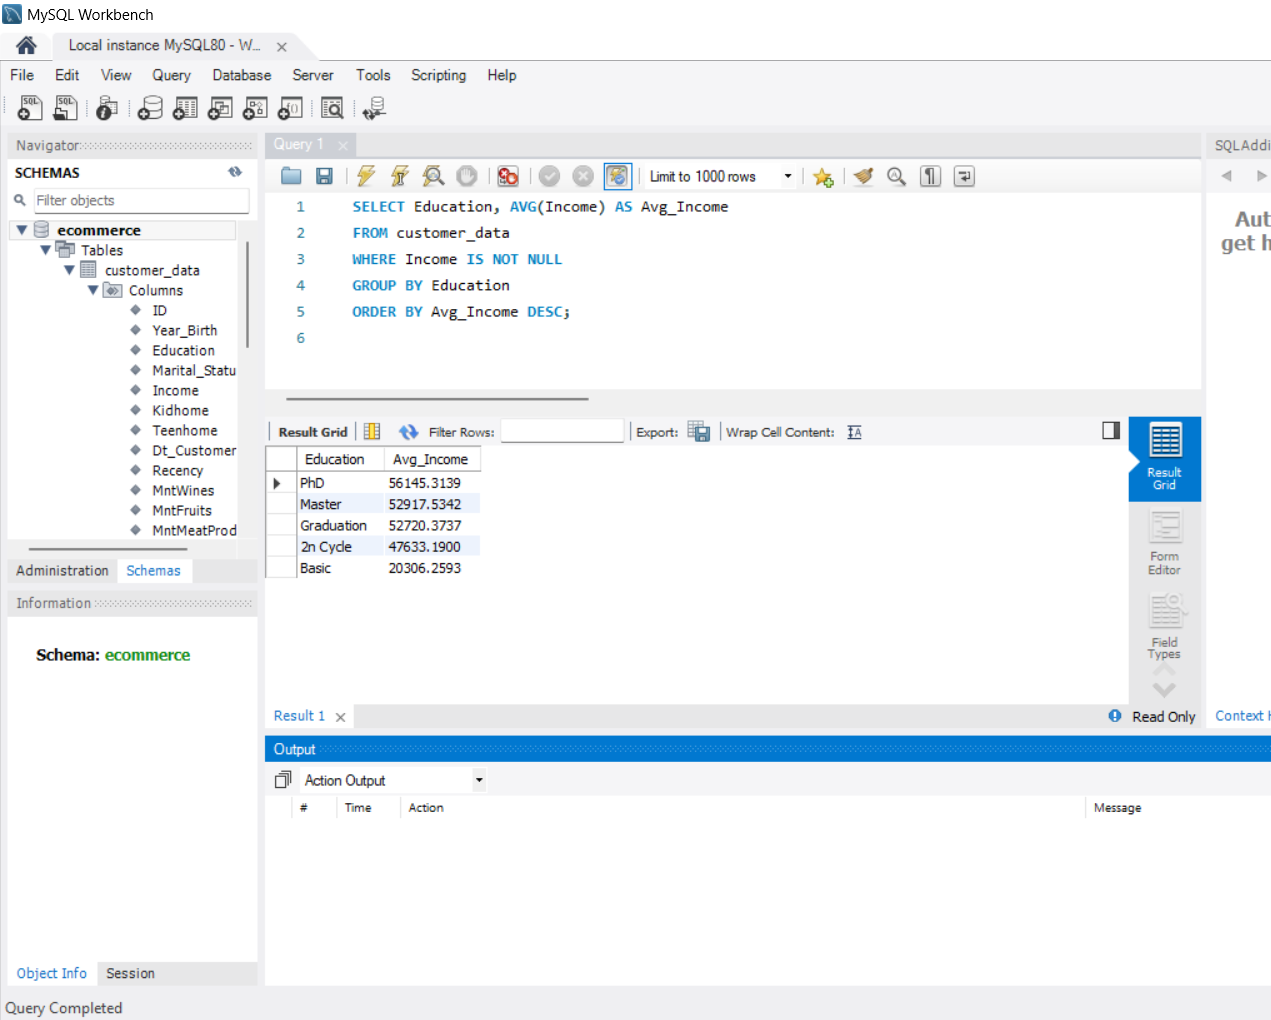 MySQL Workbench
Local instance MySQL80 - W...
File Edit View Query Database Server Tools Scripting Help
Navigator
SCHEMAS
Filter objects
ecommerce
Tables
customer_data
Columns
ID
Year_Birth
Education
Marital_Statu
Income
Kidhome
Teenhome
Dt_Customer
Recency
MntWines
MntFruits
MntMeatProd
Administration Schemas
Information
Schema: ecommerce
Object Info Session
Query 1
Limit to 1000 rows
1 SELECT Education, AVG(Income) AS Avg_Income
2 FROM customer_data
3 WHERE Income IS NOT NULL
4 GROUP BY Education
5 ORDER BY Avg_Income DESC;
6
Result Grid Filter Rows: Export: Wrap Cell Content:
Education Avg_Income
PhD 56145.3139
Master 52917.5342
Graduation 52720.3737
2n Cycle 47633.1900
Basic 20306.2593
Result
Grid
Form
Editor
Field
Types
Result 1
Read Only
SQLAddi
Aut
get h
Context
Output
Action Output
# Time Action Message
Query Completed